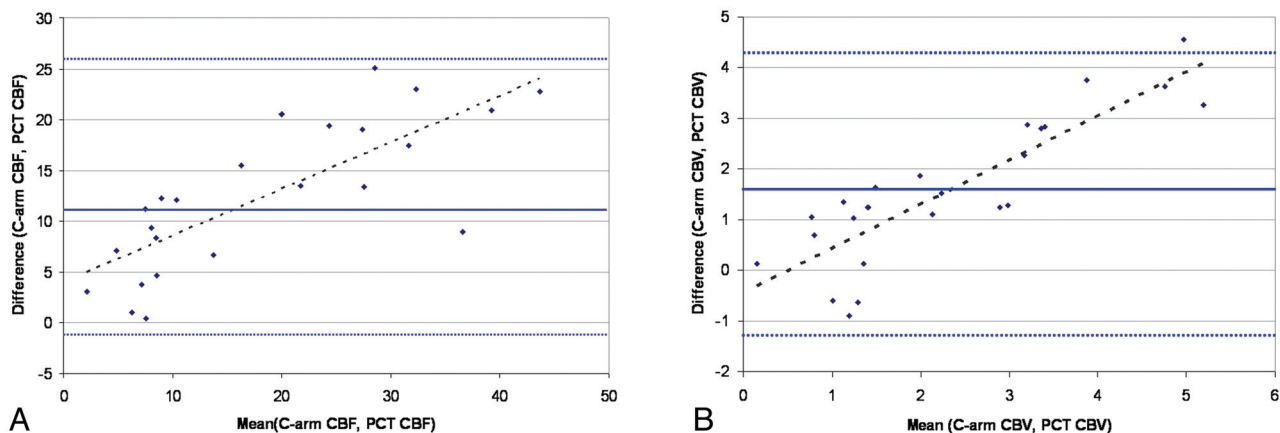 30
25
20
15
10
5
0
-5
0 10 20 30 40 50
Difference (C-arm CBF, PCT CBF)
Mean(C-arm CBF, PCT CBF)
A
5
4
3
2
1
0
-1
-2
0 1 2 3 4 5 6
Difference (C-arm CBV, PCT CBV)
Mean (C-arm CBV, PCT CBV)
B